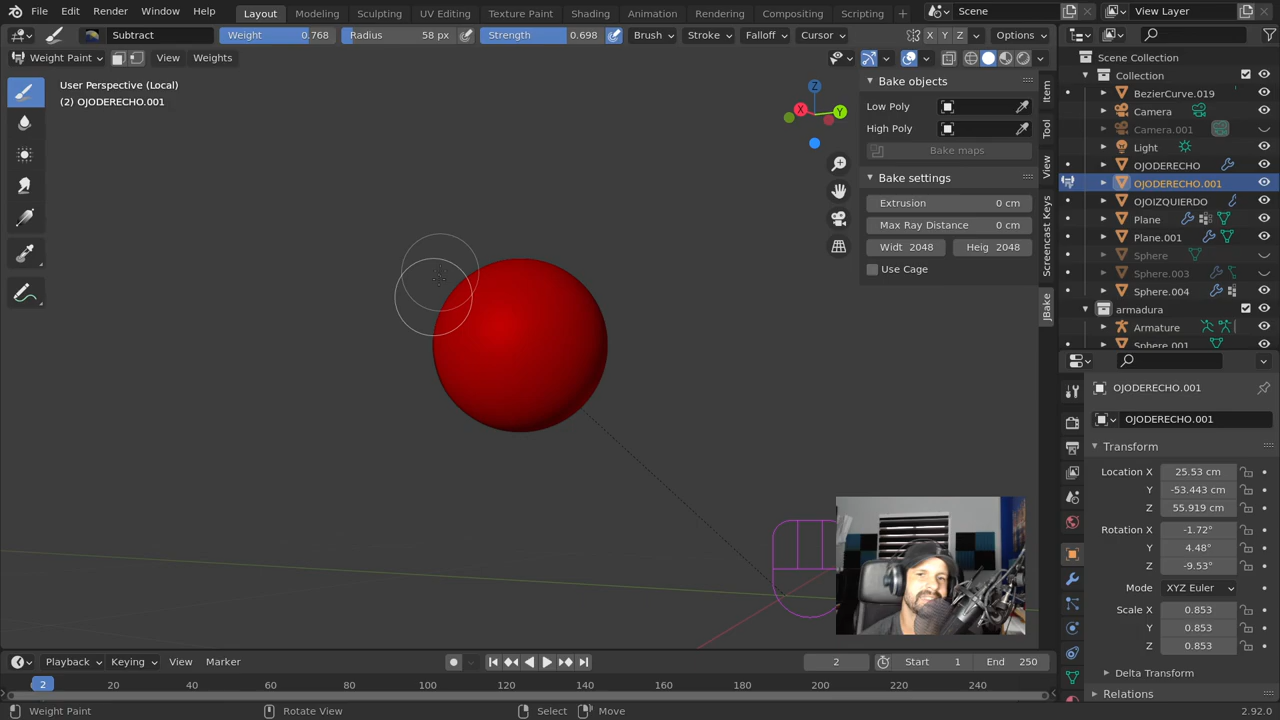 File Edit Render Window Help Layout Modeling Sculpting UV Editing Texture Paint Shading Animation Rendering Compositing Scripting + Scene View Layer
Subtract Weight 0.768 Radius 58 px Strength 0.698 Brush Stroke Falloff Cursor X Y Z Options
Weight Paint View Weights
User Perspective (Local)
(2) OJODERECHO.001
Z
X
Y
Bake objects
Low Poly
High Poly
Bake maps
Bake settings
Extrusion 0 cm
Max Ray Distance 0 cm
Widt 2048 Heig 2048
Use Cage
Item
Tool
View
Screencast Keys
JBake
Scene Collection
Collection
BezierCurve.019
Camera
Camera.001
Light
OJODERECHO
OJODERECHO.001
OJOIZQUIERDO
Plane
Plane.001
Sphere
Sphere.003
Sphere.004
armadura
Armature
Sphere.001
OJODERECHO.001
OJODERECHO.001
Transform
Location X 25.53 cm
Y -53.443 cm
Z 55.919 cm
Rotation X -1.72°
Y 4.48°
Z -9.53°
Mode XYZ Euler
Scale X 0.853
Y 0.853
Z 0.853
Delta Transform
Relations
Playback Keying View Marker 2 Start 1 End 250
2 20 40 60 80 100 120 140 160 180 200 220 240
Weight Paint Rotate View Select Move 2.92.0